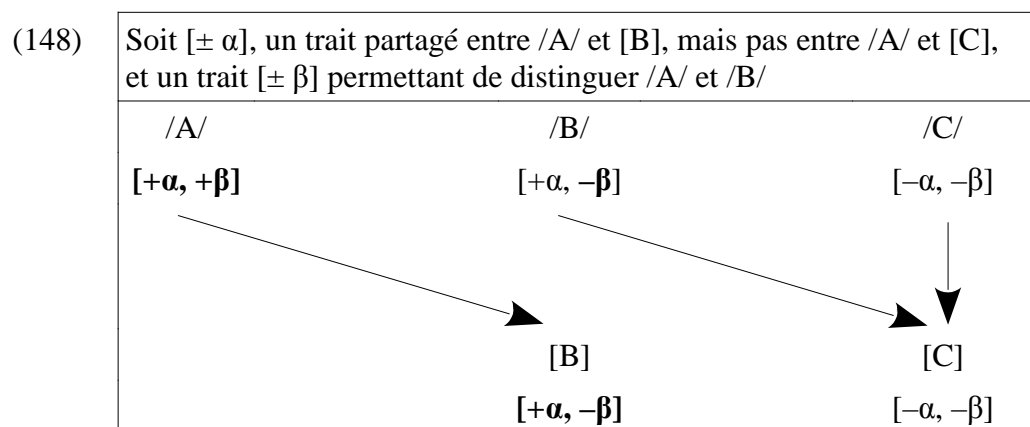 (148) Soit [± α], un trait partagé entre /A/ et [B], mais pas entre /A/ et [C],
et un trait [± β] permettant de distinguer /A/ et /B/
/A/ /B/ /C/
[+α, +β] [+α, –β] [–α, –β]
[B] [C]
[+α, –β] [–α, –β]